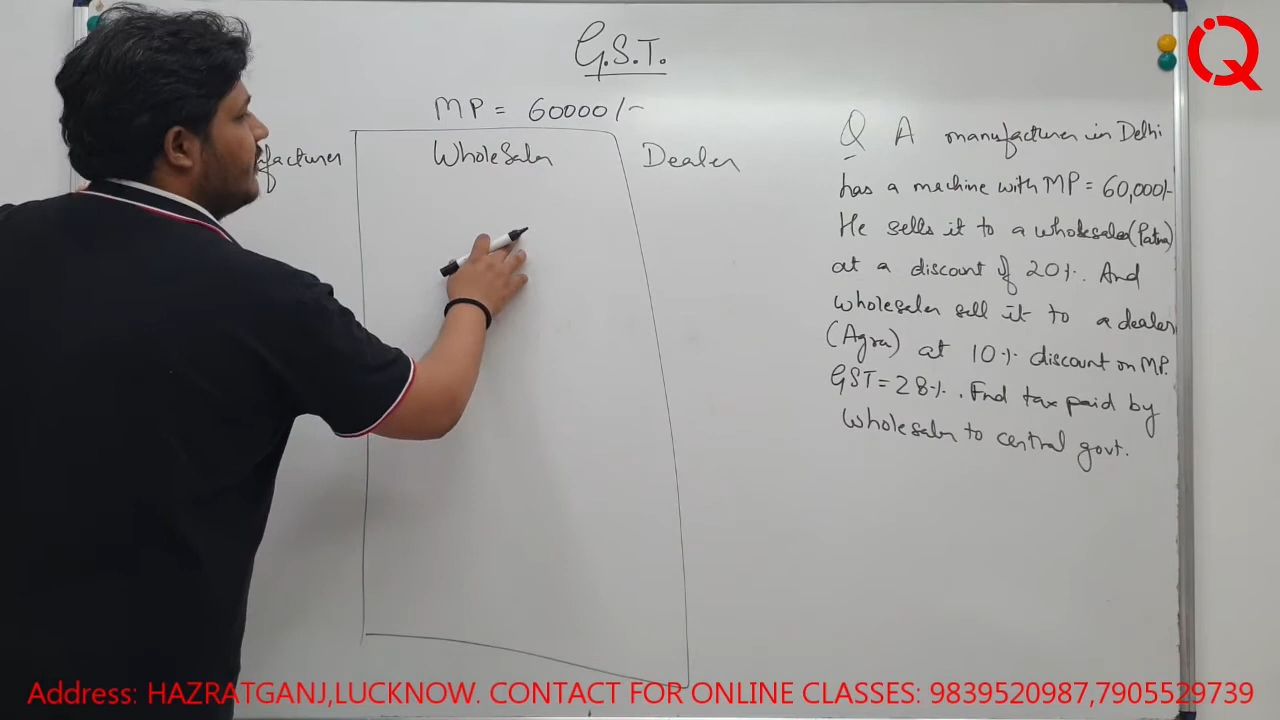 G.S.T.
MP = 60000/-
facturer Wholesaler Dealer
Q A manufacturer in Delhi
has a machine with MP = 60,000/-
He sells it to a wholesaler (Patna)
at a discount of 20%. And
wholesaler sell it to a dealer
(Agra) at 10% discount on MP.
GST = 28%. Find tax paid by
Wholesaler to central govt.
IQ
Address: HAZRATGANJ,LUCKNOW. CONTACT FOR ONLINE CLASSES: 9839520987,7905529739